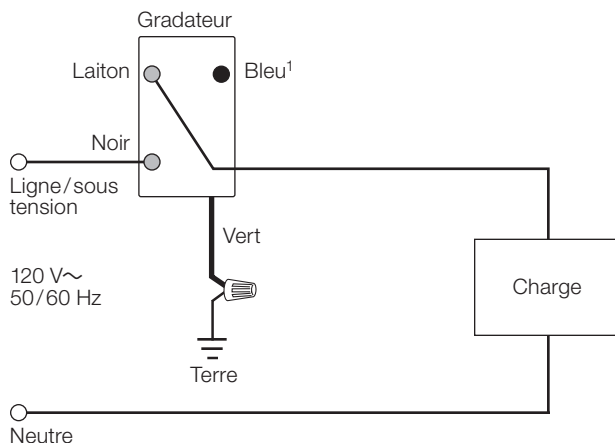 Gradateur
Laiton
Bleu¹
Noir
Ligne/sous
tension
Vert
120 V~
50/60 Hz
Charge
Terre
Neutre